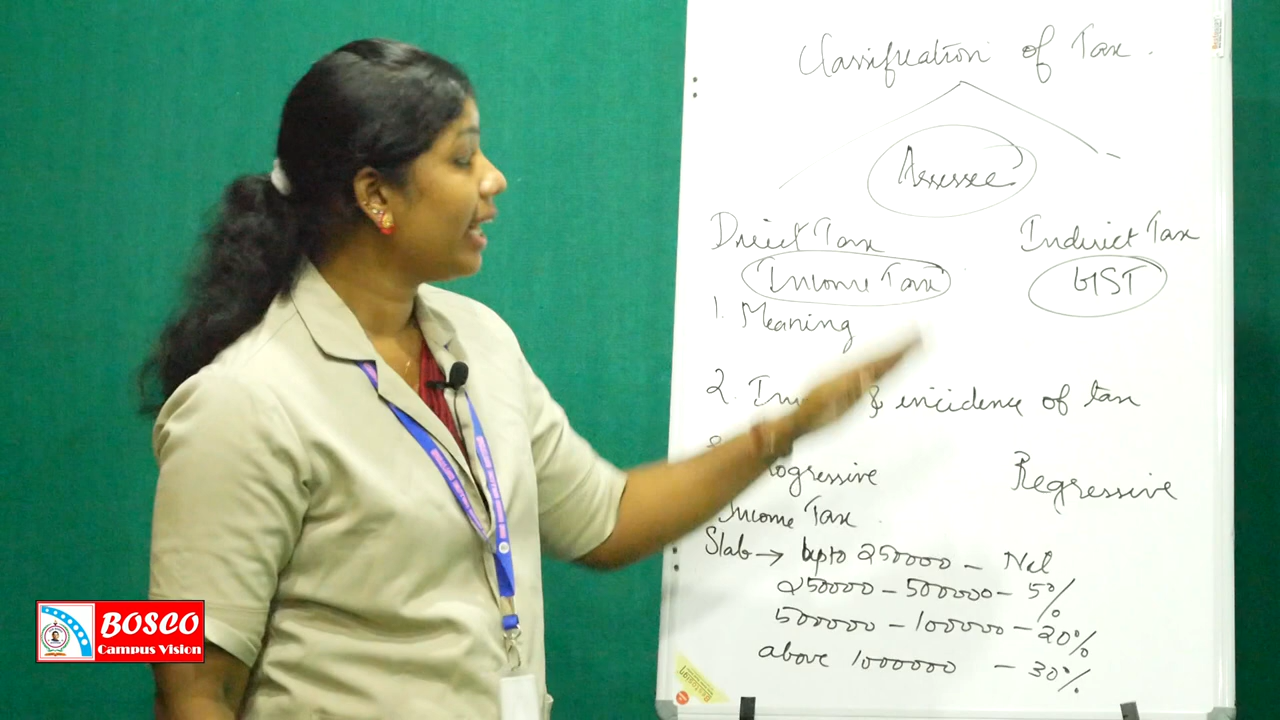 Classification of Tax.
Assessee
Direct Tax Indirect Tax
Income Tax GST
1. Meaning
2. & incidence of tax
Regressive
Income Tax
Slab → upto 250000 - Nil
250000 - 500000 - 5%
500000 - 1000000 - 20%
above 1000000 - 30%
BOSCO
Campus Vision